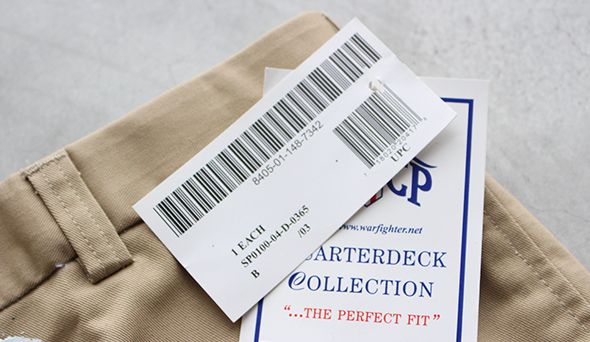 8405-01-148-7342
1 EACH
SP0100-04-D-0365
B /03
UPC
CP
www.warfighter.net
ARTERDECK
COLLECTION
“...THE PERFECT FIT”